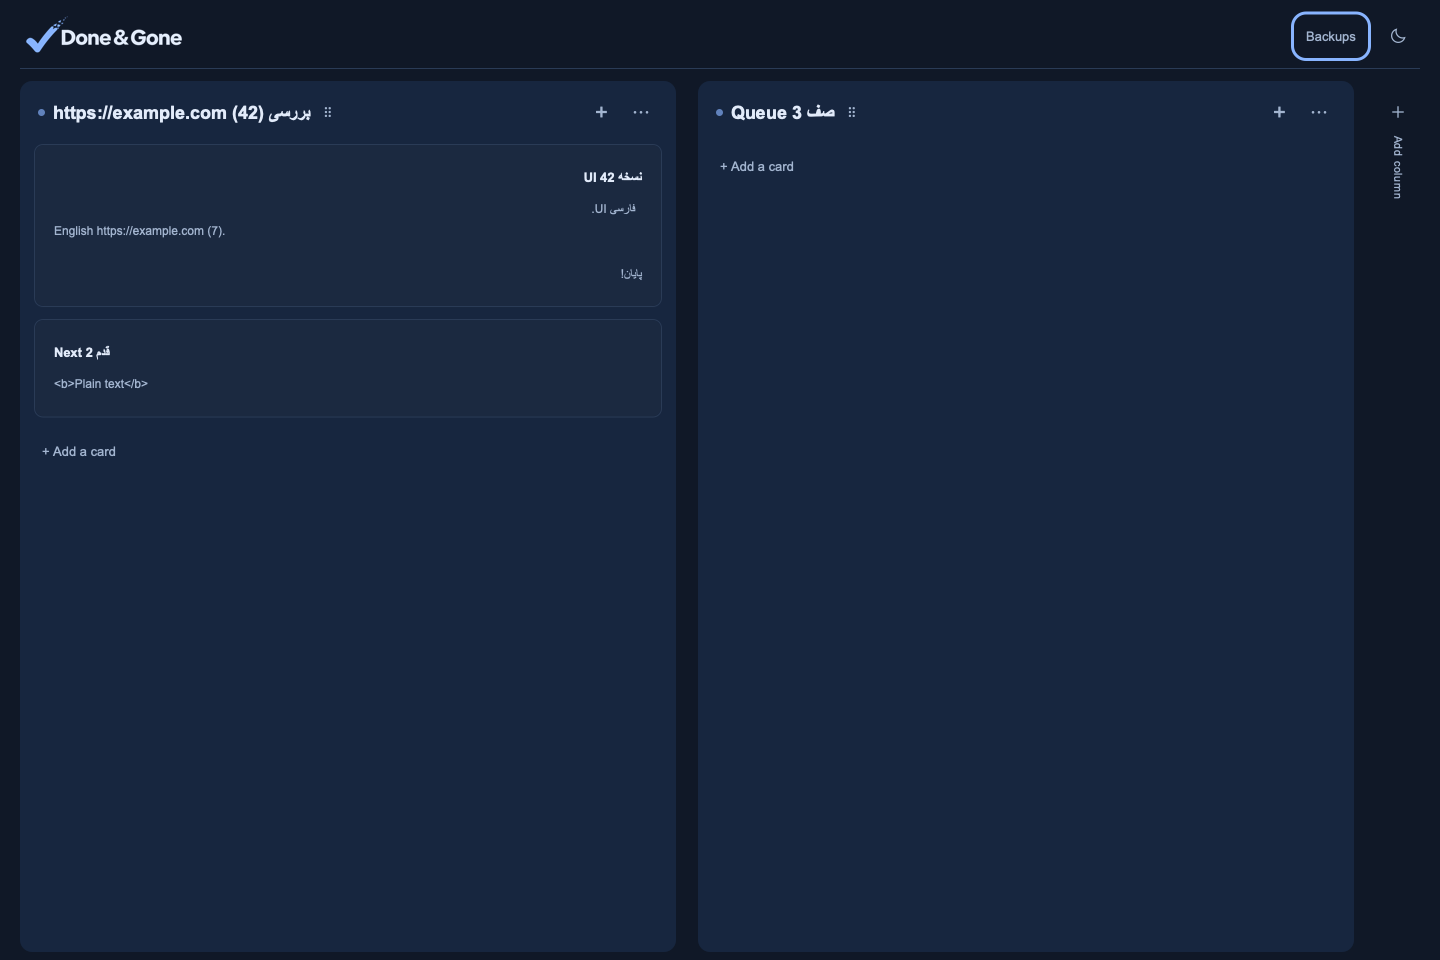 Done & Gone
Backups
https://example.com (42) بررسی
Queue 3 صف
Add column
نسخه UI 42
فارسی UI.
English https://example.com (7).
پایان!
Next 2 قدم
<b>Plain text</b>
+ Add a card
+ Add a card